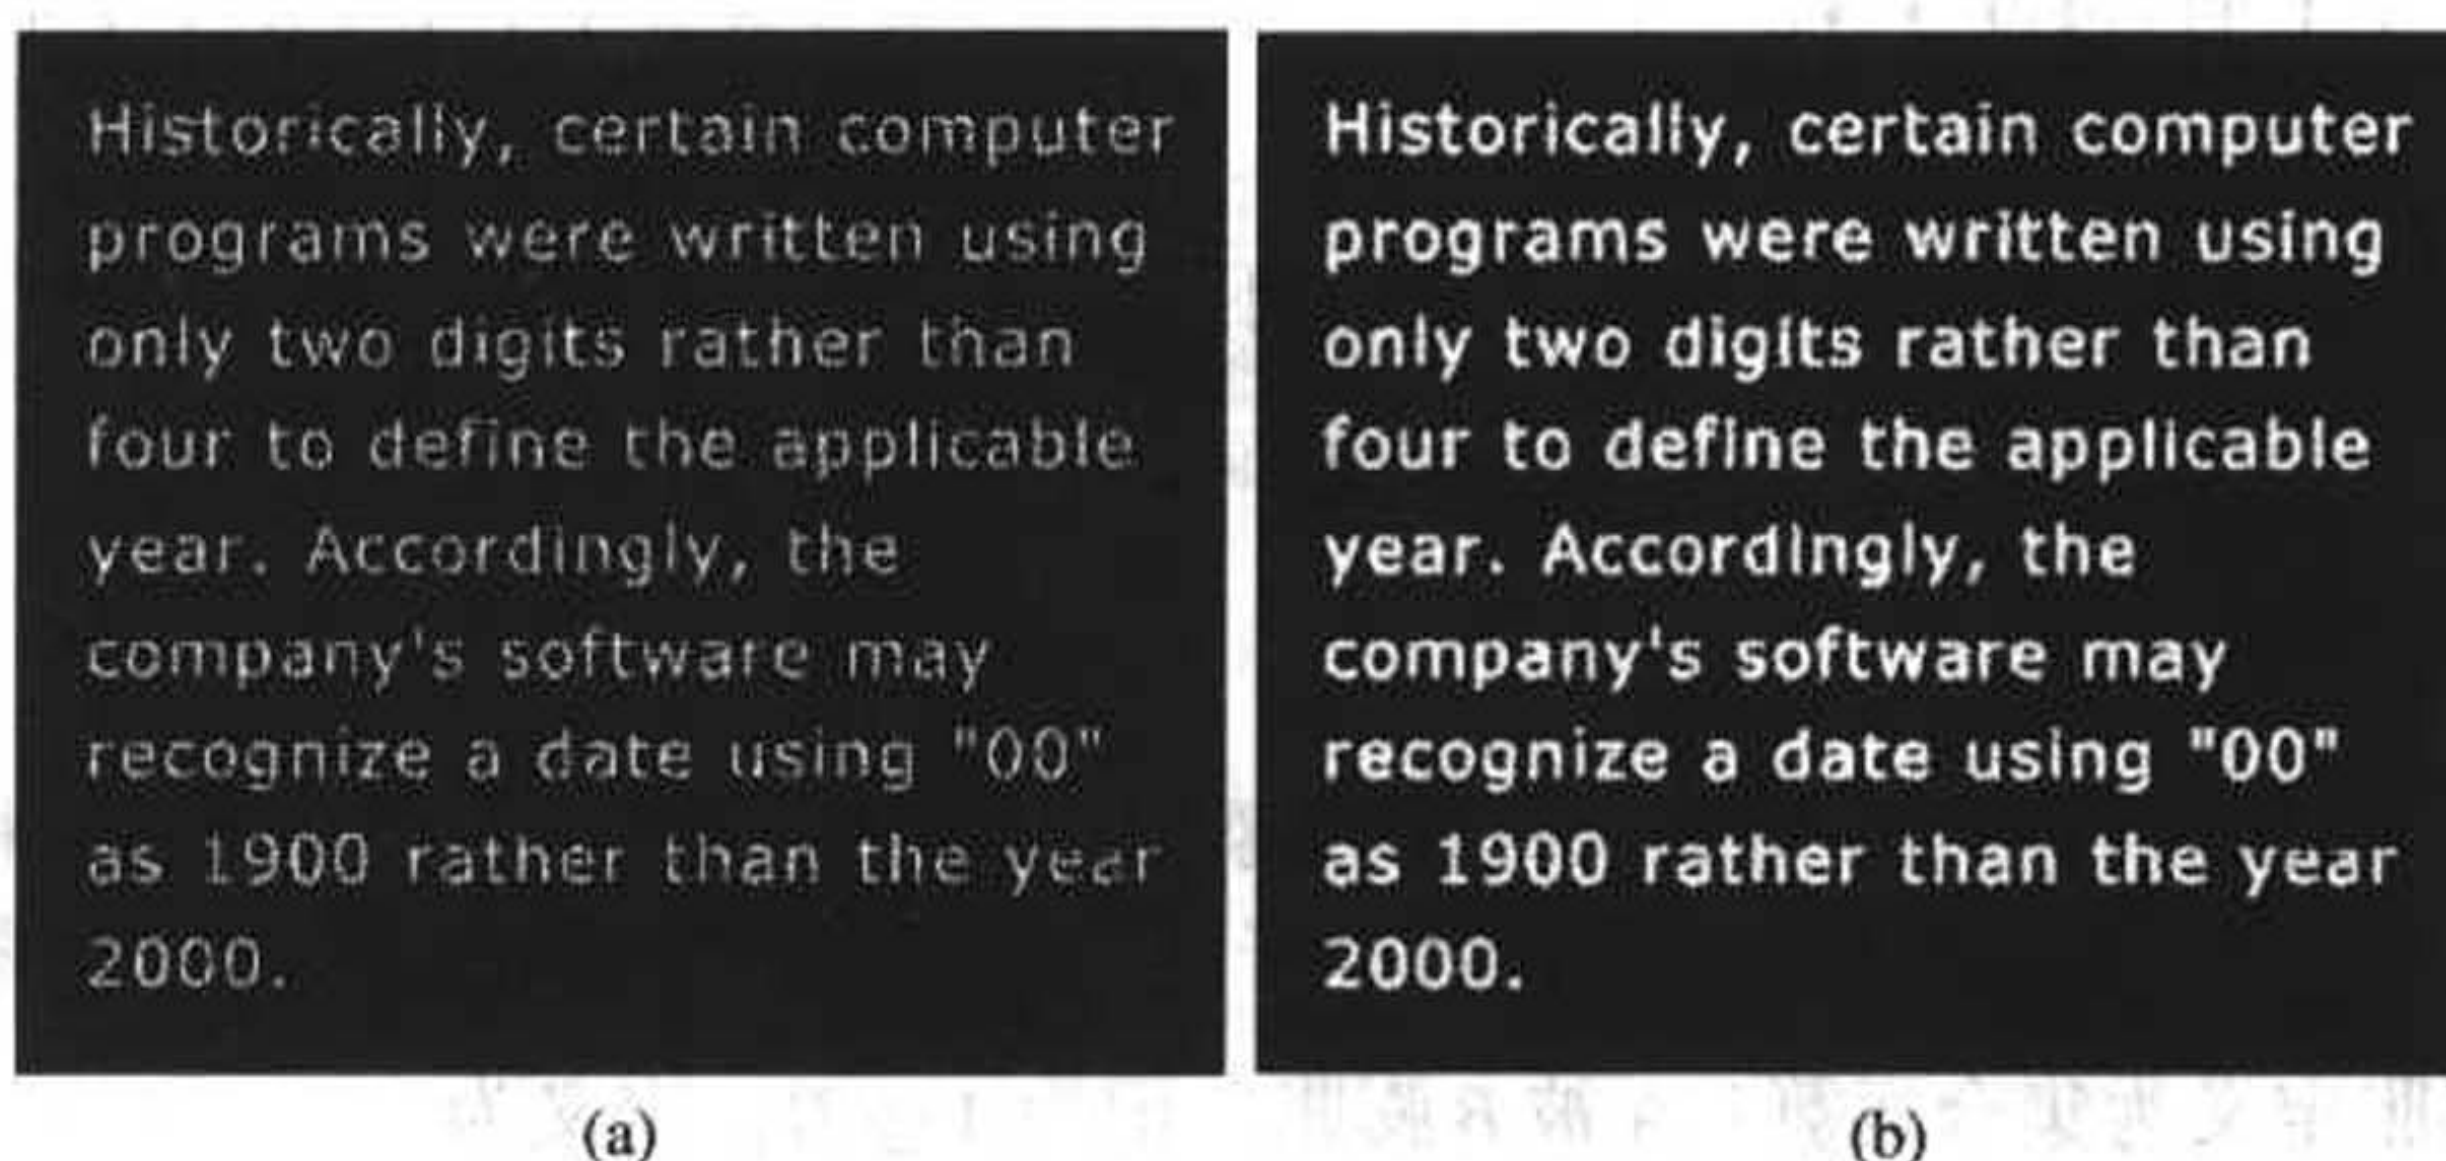 Historically, certain computer
programs were written using
only two digits rather than
four to define the applicable
year. Accordingly, the
company's software may
recognize a date using "00"
as 1900 rather than the year
2000.
(a)
Historically, certain computer
programs were written using
only two digits rather than
four to define the applicable
year. Accordingly, the
company's software may
recognize a date using "00"
as 1900 rather than the year
2000.
(b)